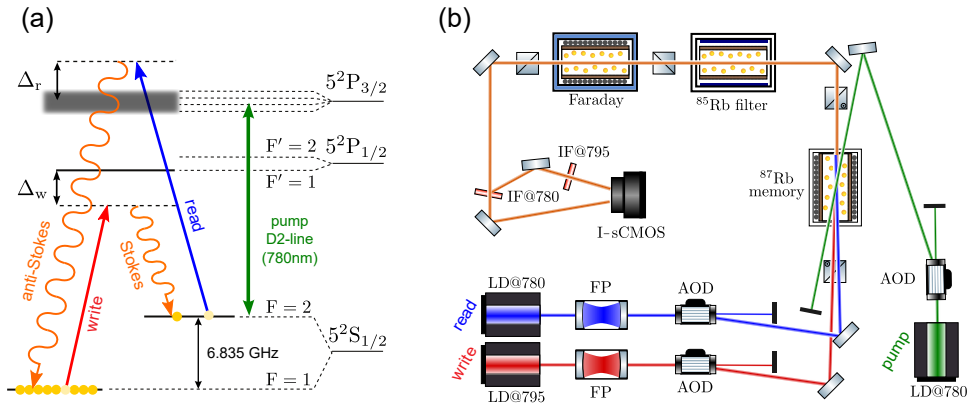 (a)
Δr
5²P3/2
F' = 2
5²P1/2
F' = 1
Δw
pump
D2-line
(780nm)
read
Stokes
anti-Stokes
write
F = 2
6.835 GHz
5²S1/2
F = 1
(b)
Faraday
⁸⁵Rb filter
IF@795
IF@780
I-sCMOS
⁸⁷Rb
memory
LD@780
FP
AOD
read
write
LD@795
FP
AOD
AOD
pump
LD@780